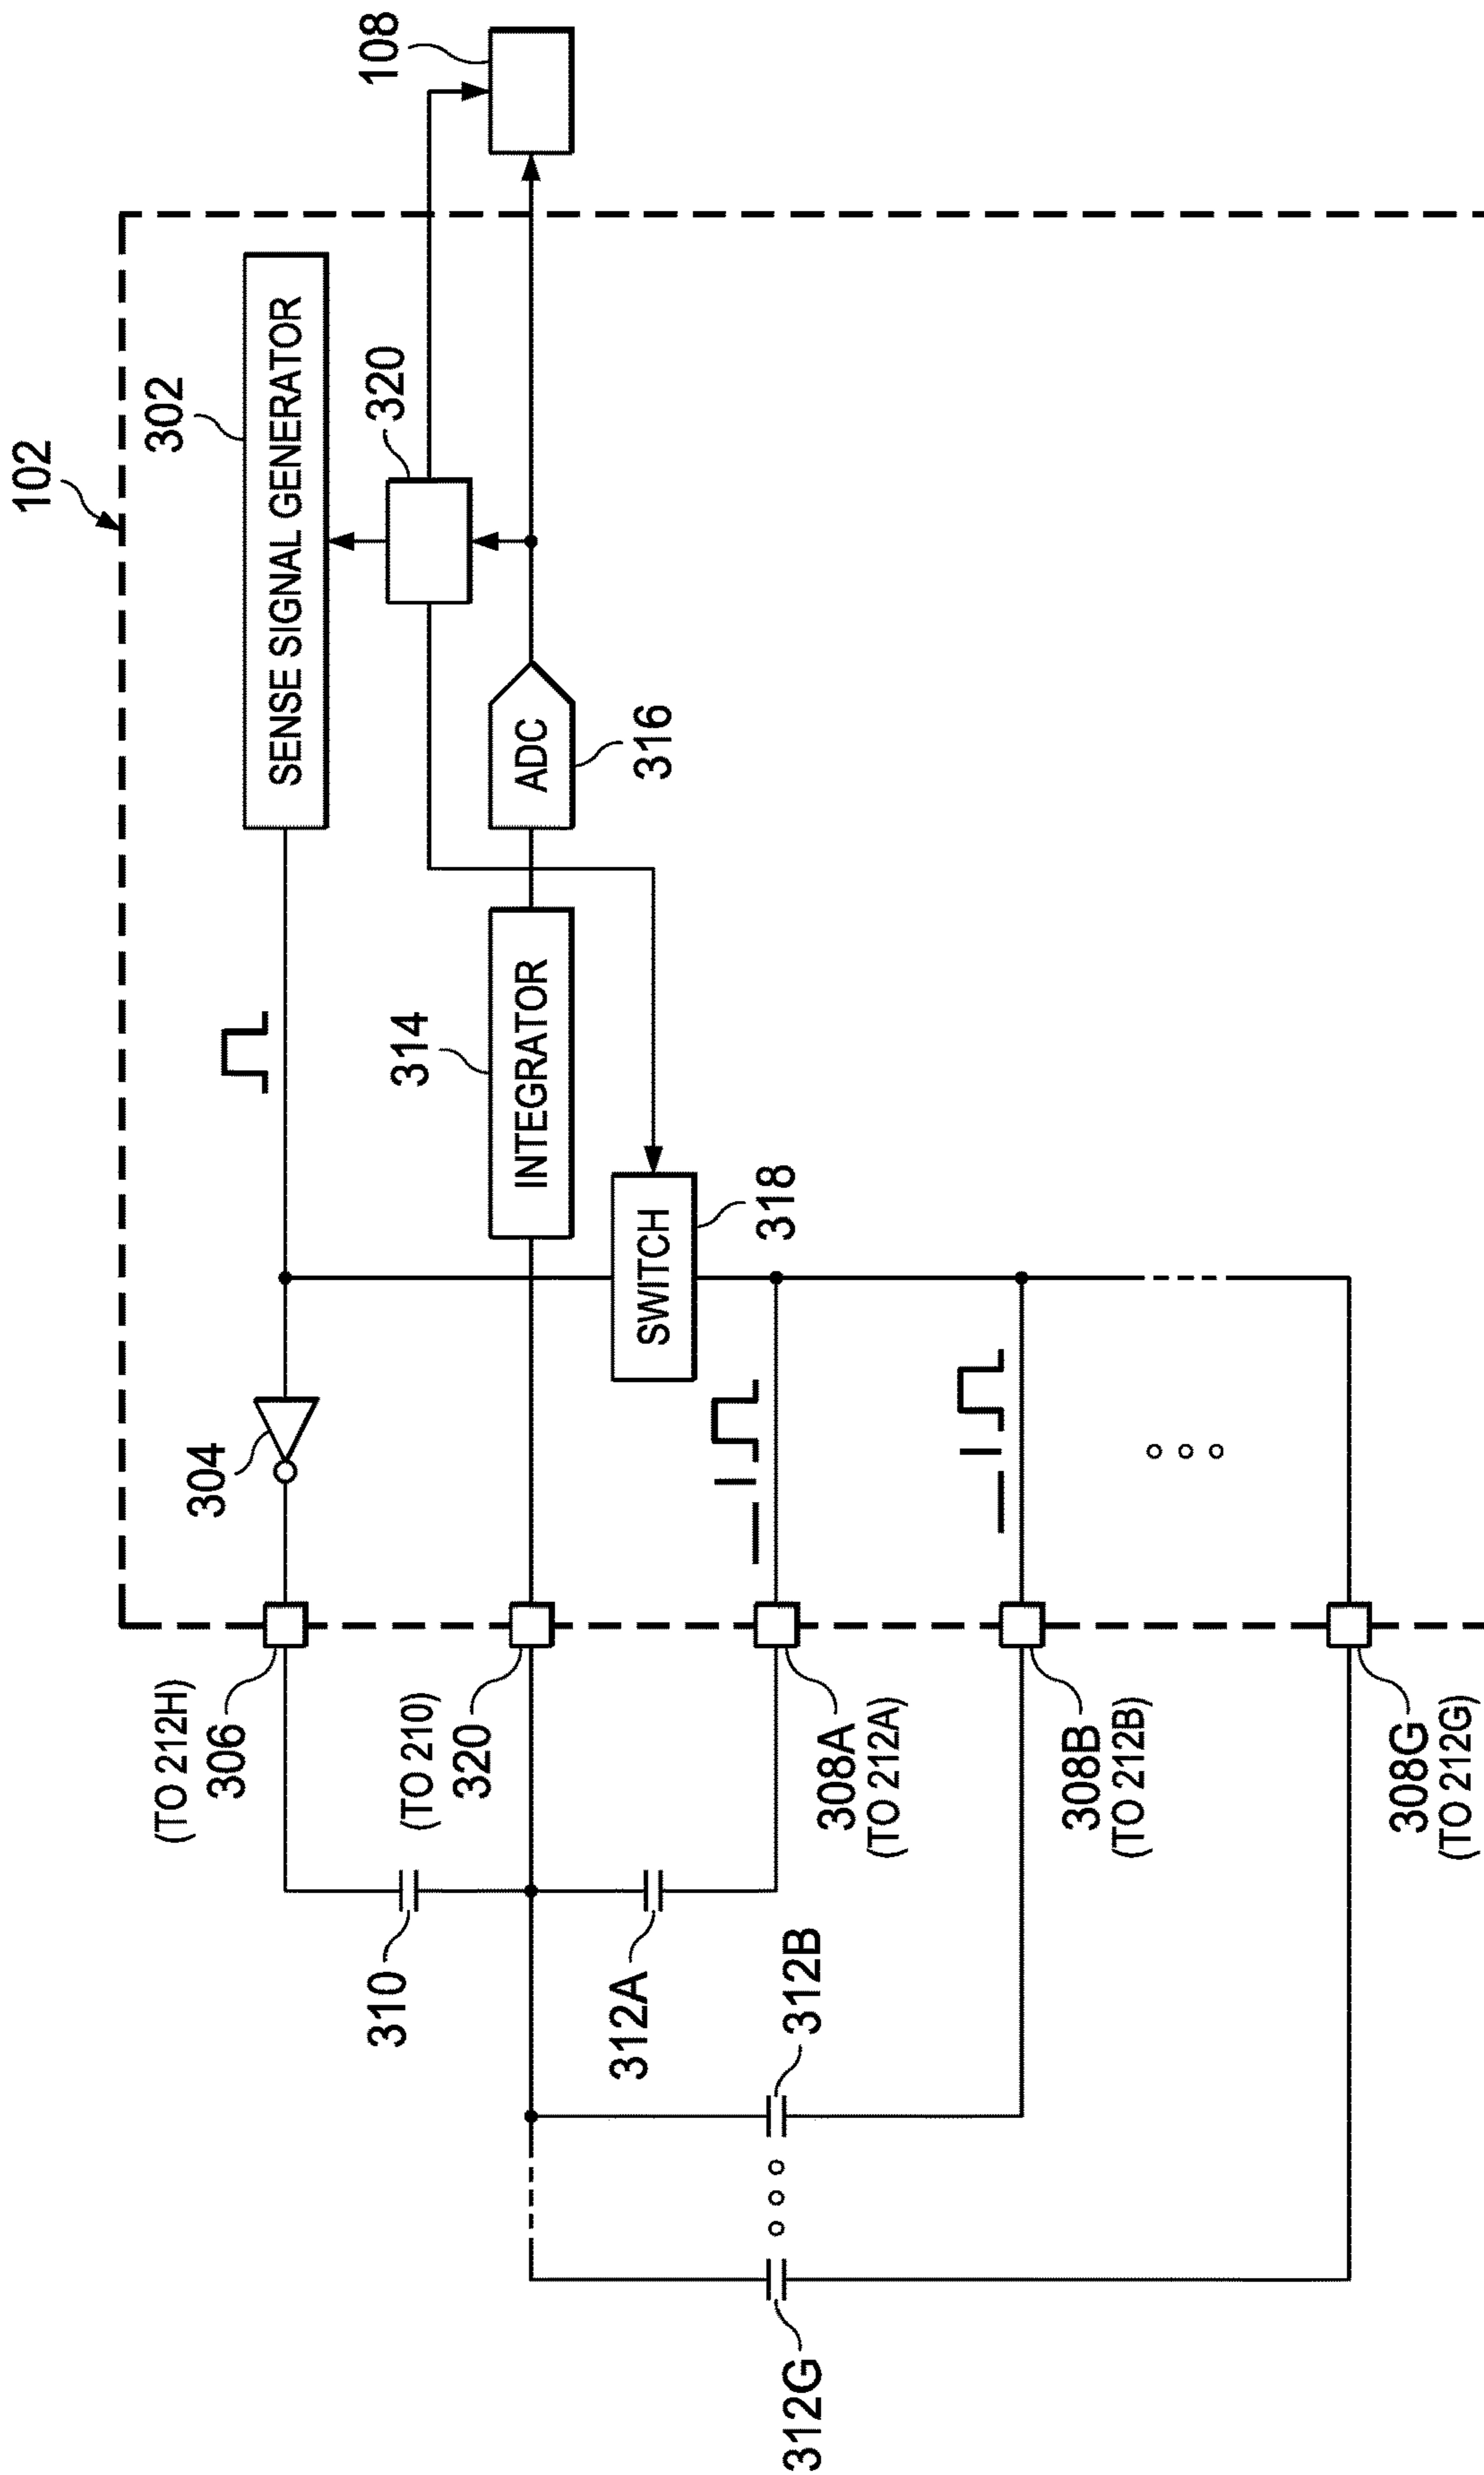 102
302
SENSE SIGNAL GENERATOR
108
320
304
314
INTEGRATOR
ADC
316
SWITCH
318
(TO 212H)
306
(TO 210)
320
308A
(TO 212A)
308B
(TO 212B)
308G
(TO 212G)
310
312A
312B
312G